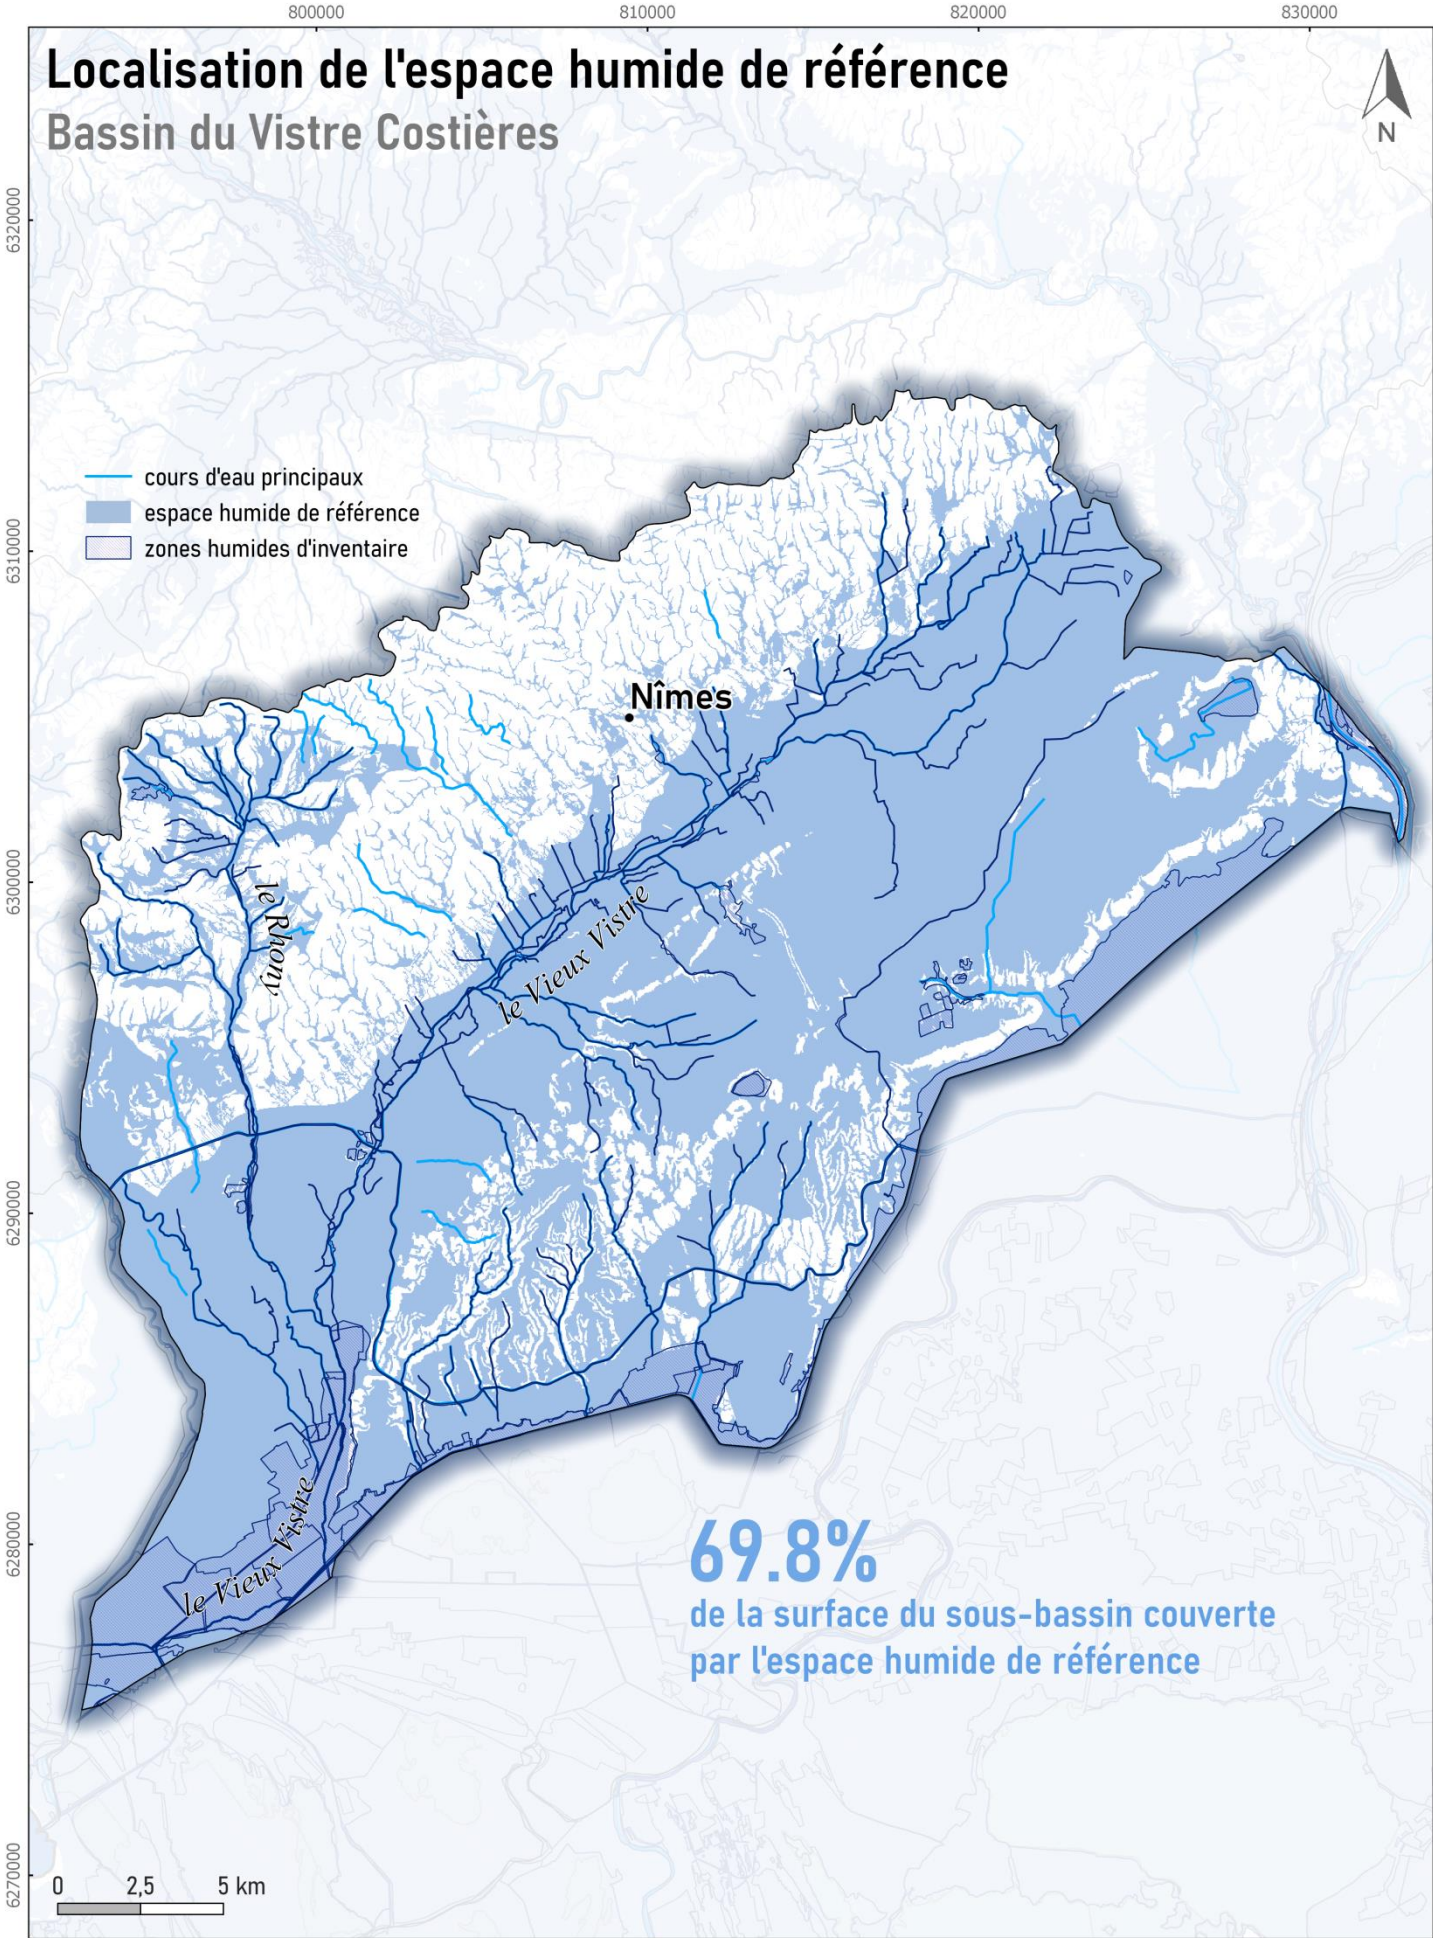 800000 810000 820000 830000
Localisation de l'espace humide de référence
Bassin du Vistre Costières
N
6320000
cours d'eau principaux
espace humide de référence
zones humides d'inventaire
6310000
Nîmes
6300000
le Rhony
le Vieux Vistre
6290000
le Vieux Vistre
6280000
69.8%
de la surface du sous-bassin couverte
par l'espace humide de référence
6270000
0 2,5 5 km